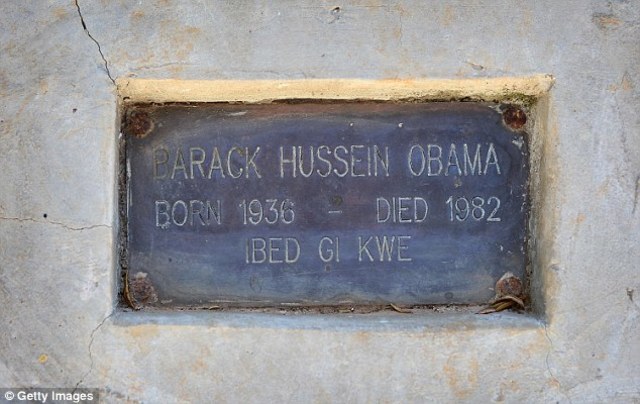 BARACK HUSSEIN OBAMA
BORN 1936 - DIED 1982
IBED GI KWE
© Getty Images